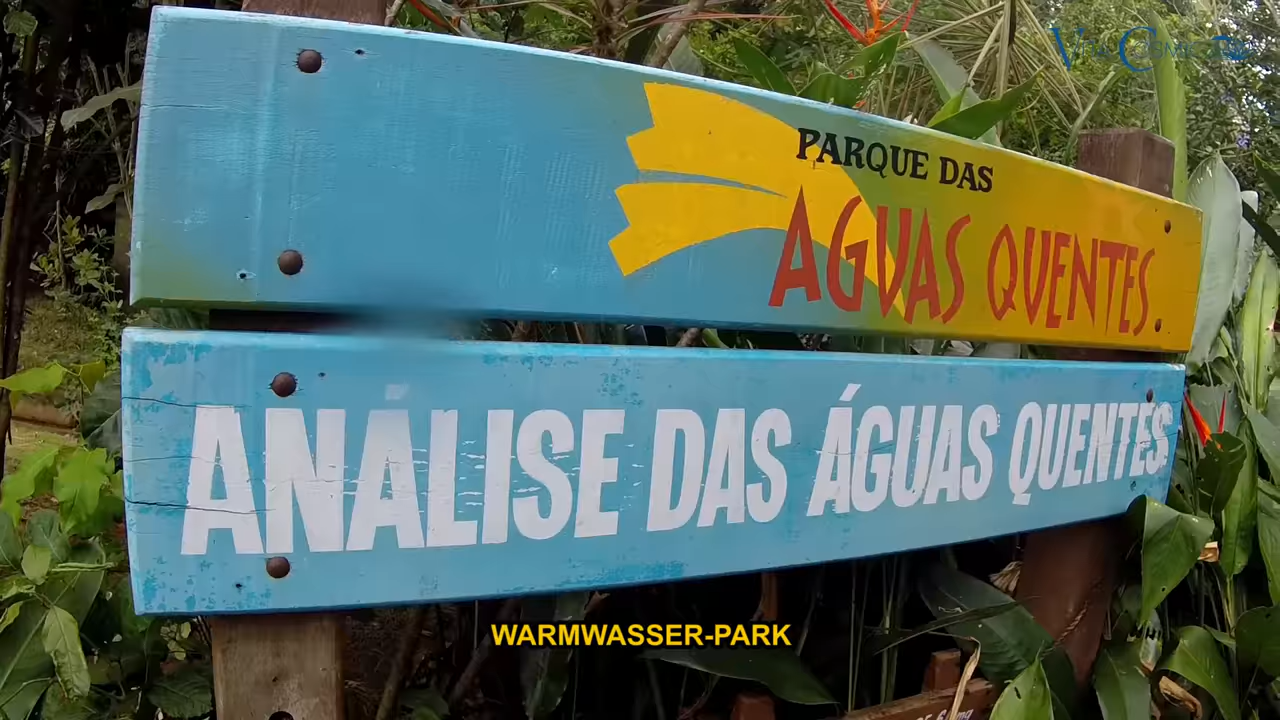 PARQUE DAS
AGUAS QUENTES
ANÁLISE DAS ÁGUAS QUENTES
WARMWASSER-PARK